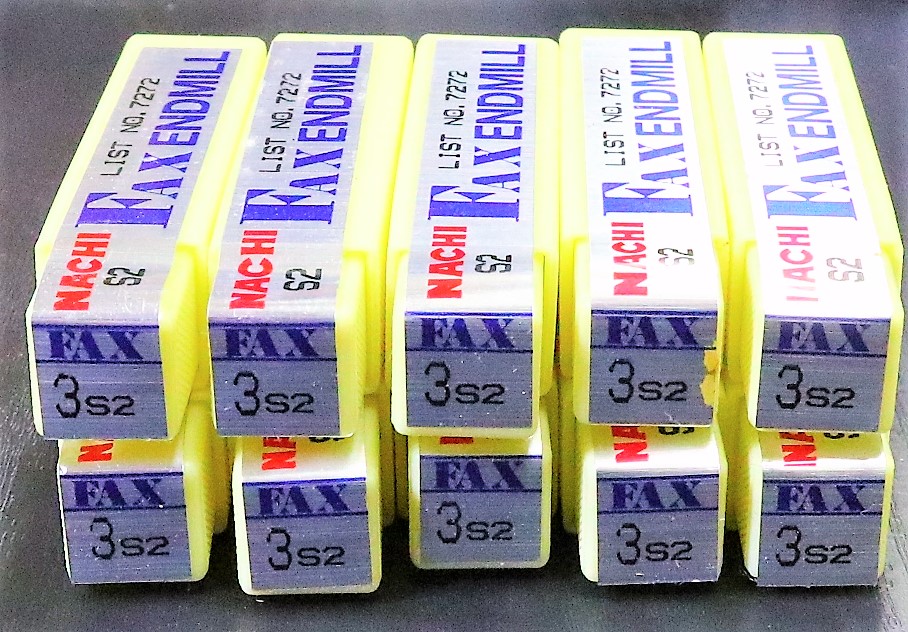 LIST NO. 7272
FAX ENDMILL
NACHI
S2
FAX
3S2
LIST NO. 7272
FAX ENDMILL
NACHI
S2
FAX
3S2
LIST NO. 7272
FAX ENDMILL
NACHI
S2
FAX
3S2
LIST NO. 7272
FAX ENDMILL
NACHI
S2
FAX
3S2
LIST NO. 7272
FAX ENDMILL
NACHI
S2
FAX
3S2
FAX
3S2
FAX
3S2
FAX
3S2
FAX
3S2
FAX
3S2